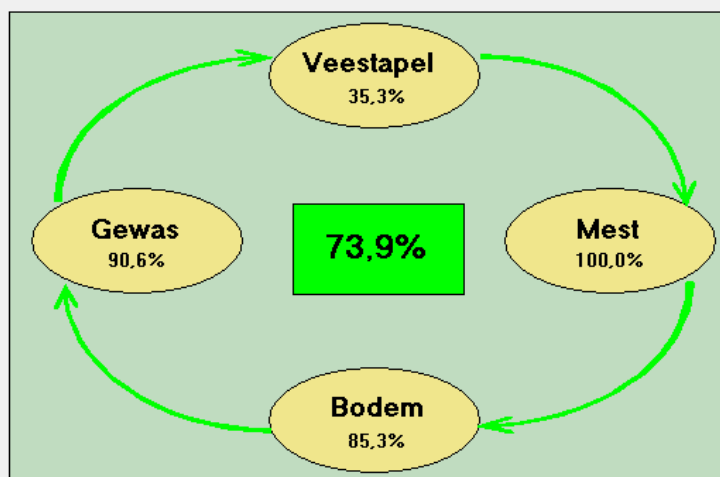 Veestapel
35,3%
Gewas
90,6%
73,9%
Mest
100,0%
Bodem
85,3%